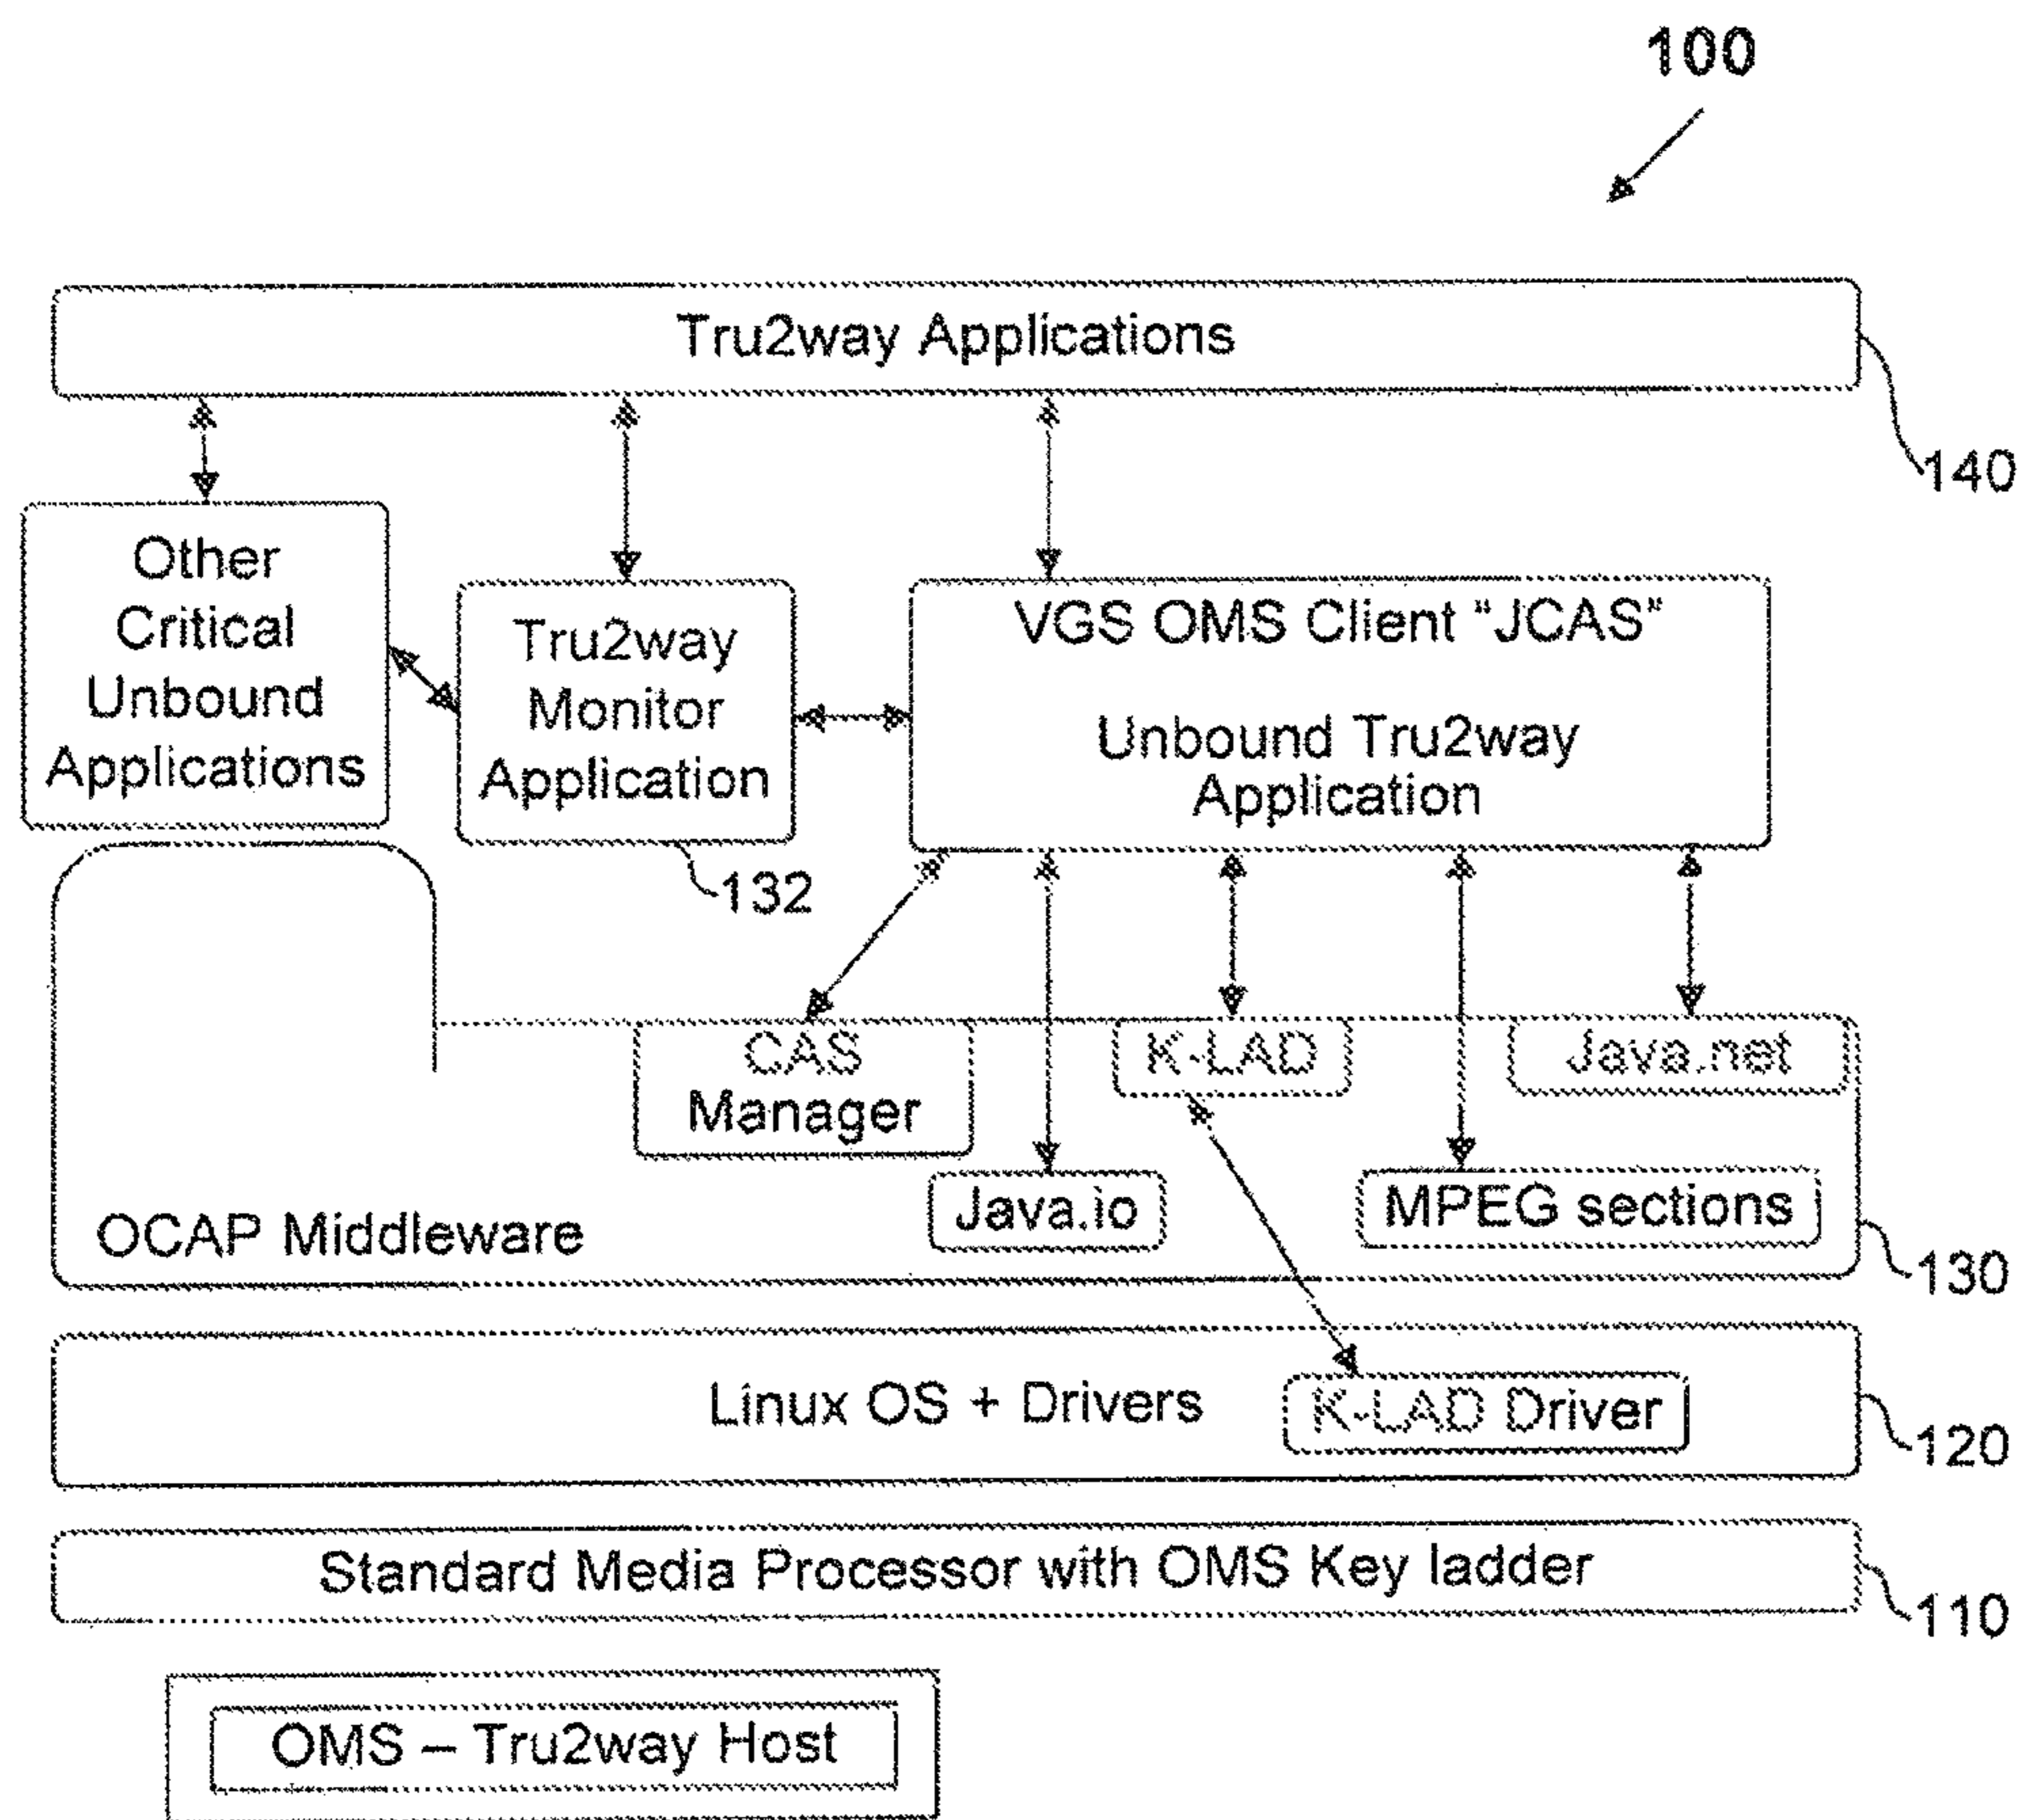 100
Tru2way Applications
140
Other
Critical
Unbound
Applications
Tru2way
Monitor
Application
132
VGS OMS Client "JCAS"
Unbound Tru2way
Application
CAS
Manager
K-LAD
Java.net
Java.io
MPEG sections
OCAP Middleware
130
Linux OS + Drivers
K-LAD Driver
120
Standard Media Processor with OMS Key ladder
110
OMS – Tru2way Host